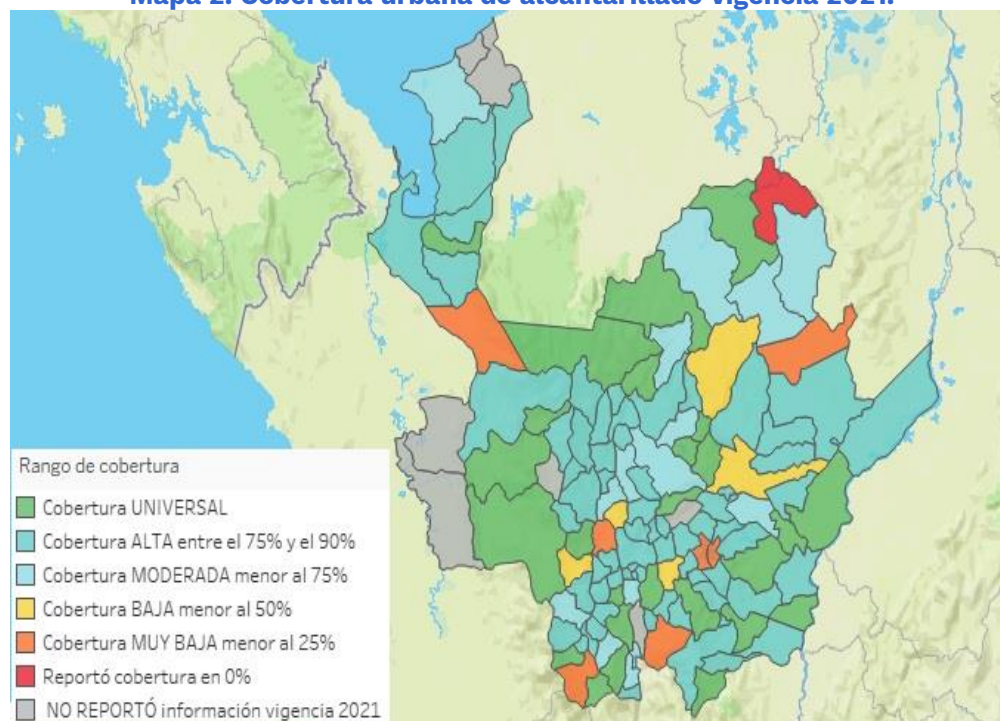 Mapa 2. Cobertura urbana de alcantarillado vigencia 2021.
Rango de cobertura
Cobertura UNIVERSAL
Cobertura ALTA entre el 75% y el 90%
Cobertura MODERADA menor al 75%
Cobertura BAJA menor al 50%
Cobertura MUY BAJA menor al 25%
Reportó cobertura en 0%
NO REPORTÓ información vigencia 2021